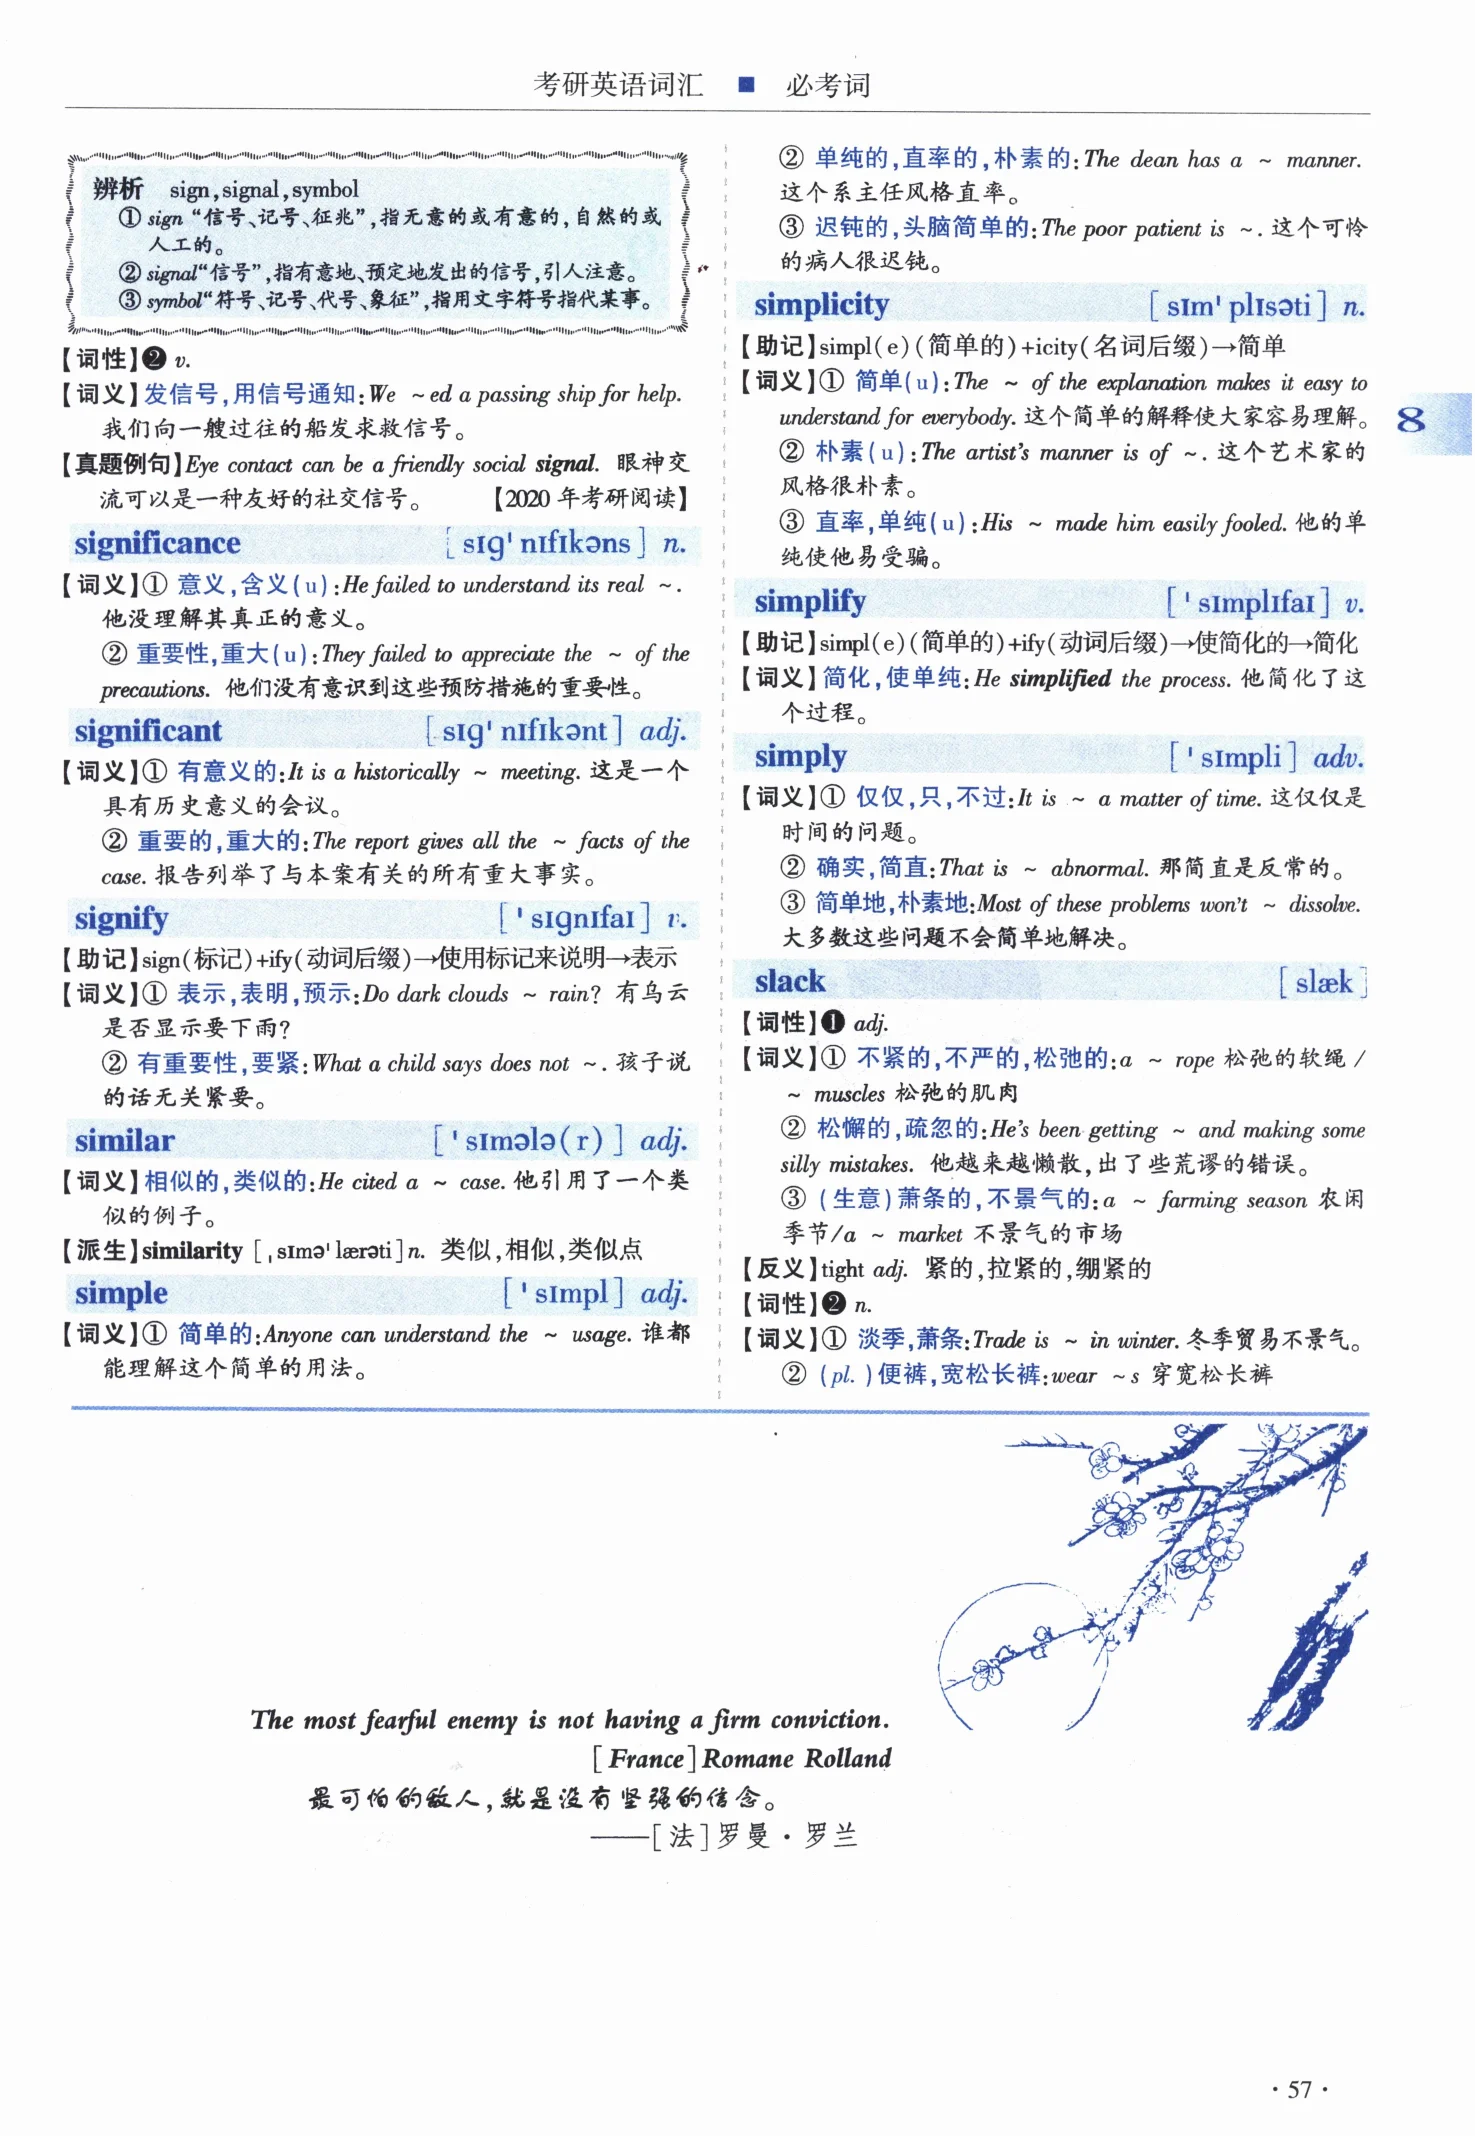 考研英语词汇 ■ 必考词
辨析 sign,signal,symbol
① sign “信号、记号、征兆”,指无意的或有意的,自然的或
人工的。
② signal“信号”,指有意地、预定地发出的信号,引人注意。
③ symbol“符号、记号、代号、象征”,指用文字符号指代某事。
【词性】❷ v.
【词义】发信号,用信号通知:We ~ed a passing ship for help.
我们向一艘过往的船发求救信号。
【真题例句】Eye contact can be a friendly social signal. 眼神交
流可以是一种友好的社交信号。 【2020 年考研阅读】
significance [sɪɡˈnɪfɪkəns] n.
【词义】① 意义,含义(u):He failed to understand its real ~.
他没理解其真正的意义。
② 重要性,重大(u):They failed to appreciate the ~ of the
precautions. 他们没有意识到这些预防措施的重要性。
significant [sɪɡˈnɪfɪkənt] adj.
【词义】① 有意义的:It is a historically ~ meeting. 这是一个
具有历史意义的会议。
② 重要的,重大的:The report gives all the ~ facts of the
case. 报告列举了与本案有关的所有重大事实。
signify [ˈsɪɡnɪfaɪ] v.
【助记】sign(标记)+ify(动词后缀)→使用标记来说明→表示
【词义】① 表示,表明,预示:Do dark clouds ~ rain? 有乌云
是否显示要下雨?
② 有重要性,要紧:What a child says does not ~. 孩子说
的话无关紧要。
similar [ˈsɪmələ(r)] adj.
【词义】相似的,类似的:He cited a ~ case. 他引用了一个类
似的例子。
【派生】similarity [ˌsɪməˈlærəti]n. 类似,相似,类似点
simple [ˈsɪmpl] adj.
【词义】① 简单的:Anyone can understand the ~ usage. 谁都
能理解这个简单的用法。
② 单纯的,直率的,朴素的:The dean has a ~ manner.
这个系主任风格直率。
③ 迟钝的,头脑简单的:The poor patient is ~. 这个可怜
的病人很迟钝。
simplicity [sɪmˈplɪsəti] n.
【助记】simpl(e)(简单的)+icity(名词后缀)→简单
【词义】① 简单(u):The ~ of the explanation makes it easy to
understand for everybody. 这个简单的解释使大家容易理解。
② 朴素(u):The artist's manner is of ~. 这个艺术家的
风格很朴素。
③ 直率,单纯(u):His ~ made him easily fooled. 他的单
纯使他易受骗。
simplify [ˈsɪmplɪfaɪ] v.
【助记】simpl(e)(简单的)+ify(动词后缀)→使简化的→简化
【词义】简化,使单纯:He simplified the process. 他简化了这
个过程。
simply [ˈsɪmpli] adv.
【词义】① 仅仅,只,不过:It is ~ a matter of time. 这仅仅是
时间的问题。
② 确实,简直:That is ~ abnormal. 那简直是反常的。
③ 简单地,朴素地:Most of these problems won't ~ dissolve.
大多数这些问题不会简单地解决。
slack [slæk]
【词性】❶ adj.
【词义】① 不紧的,不严的,松弛的:a ~ rope 松弛的软绳 /
~ muscles 松弛的肌肉
② 松懈的,疏忽的:He's been getting ~ and making some
silly mistakes. 他越来越懒散,出了些荒谬的错误。
③ (生意)萧条的,不景气的:a ~ farming season 农闲
季节/a ~ market 不景气的市场
【反义】tight adj. 紧的,拉紧的,绷紧的
【词性】❷ n.
【词义】① 淡季,萧条:Trade is ~ in winter. 冬季贸易不景气。
② (pl.)便裤,宽松长裤:wear ~s 穿宽松长裤
8
The most fearful enemy is not having a firm conviction.
[France]Romane Rolland
最可怕的敌人,就是没有坚强的信念。
——[法]罗曼·罗兰
·57·